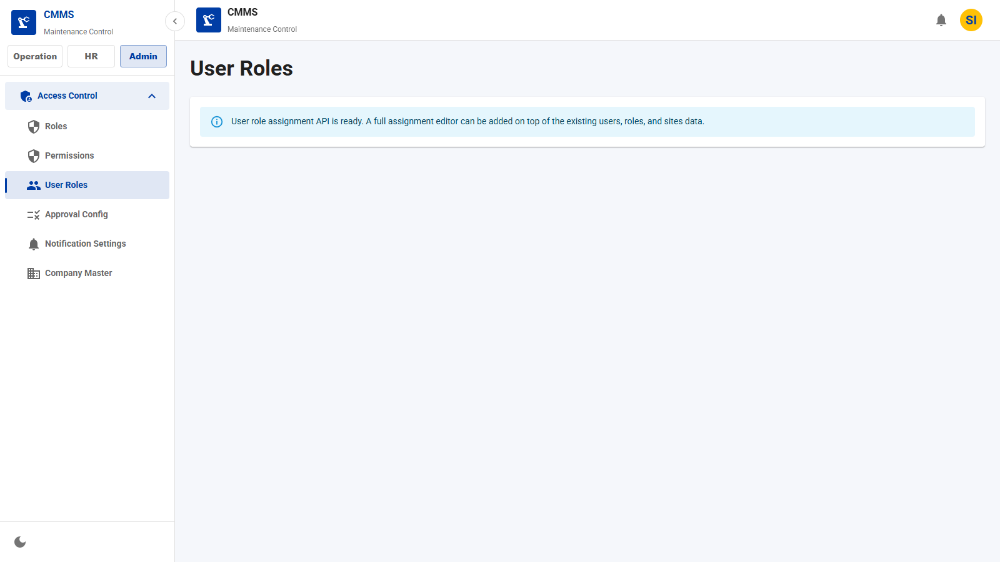 CMMS
Maintenance Control
Operation
HR
Admin
Access Control
Roles
Permissions
User Roles
Approval Config
Notification Settings
Company Master
CMMS
Maintenance Control
SI
User Roles
User role assignment API is ready. A full assignment editor can be added on top of the existing users, roles, and sites data.